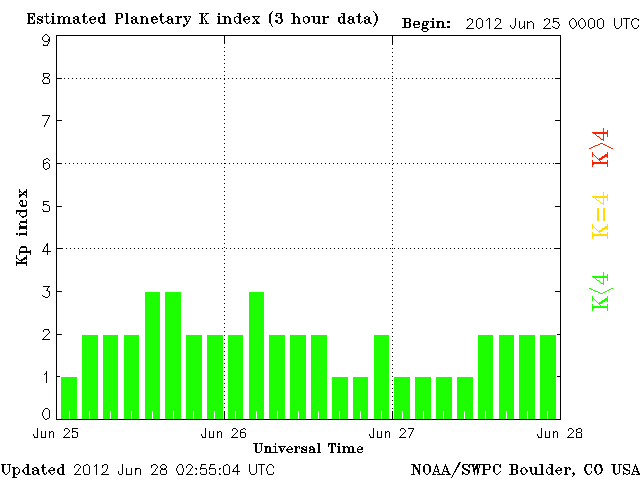 Estimated Planetary K index (3 hour data) Begin: 2012 Jun 25 0000 UTC
9
8
7
6
5
4
3
2
1
0
Kp index
K>4
K=4
K<4
Jun 25 Jun 26 Jun 27 Jun 28
Universal Time
Updated 2012 Jun 28 02:55:04 UTC NOAA/SWPC Boulder, CO USA